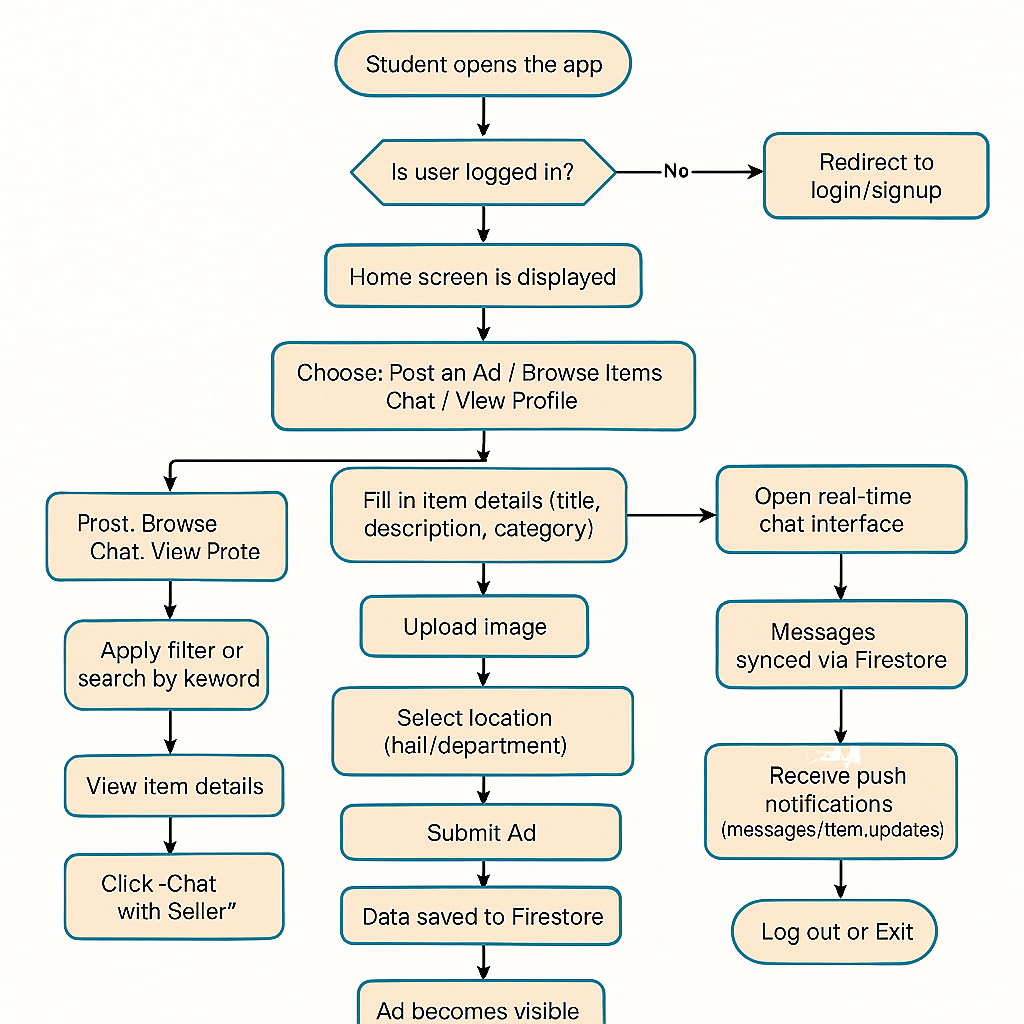 Student opens the app
Is user logged in?
No
Redirect to
login/signup
Home screen is displayed
Choose: Post an Ad / Browse Items
Chat / VIew Profile
Prost. Browse
Chat. View Prote
Apply filter or
search by keword
View item details
Click -Chat
with Seller”
Fill in item details (title,
description, category)
Upload image
Select location
(hail/department)
Submit Ad
Data saved to Firestore
Ad becomes visible
Open real-time
chat interface
Messages
synced via Firestore
Receive push
notifications
(messages/ttem.updates)
Log out or Exit